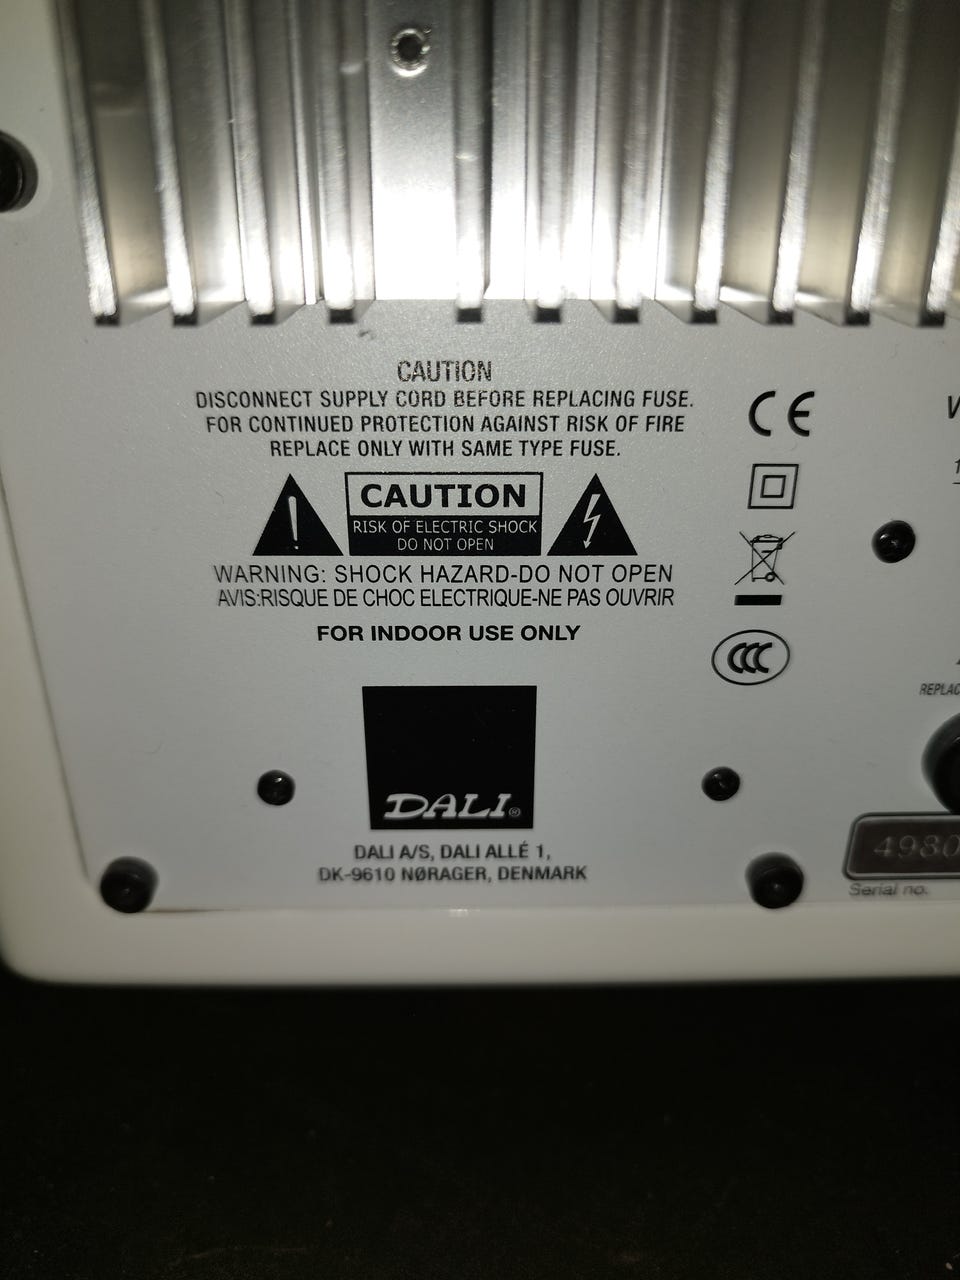 CAUTION
DISCONNECT SUPPLY CORD BEFORE REPLACING FUSE.
FOR CONTINUED PROTECTION AGAINST RISK OF FIRE
REPLACE ONLY WITH SAME TYPE FUSE.
CAUTION
RISK OF ELECTRIC SHOCK
DO NOT OPEN
WARNING: SHOCK HAZARD-DO NOT OPEN
AVIS:RISQUE DE CHOC ELECTRIQUE-NE PAS OUVRIR
FOR INDOOR USE ONLY
DALI®
DALI A/S, DALI ALLÉ 1,
DK-9610 NØRAGER, DENMARK
CE
CCC
4980
Serial no.